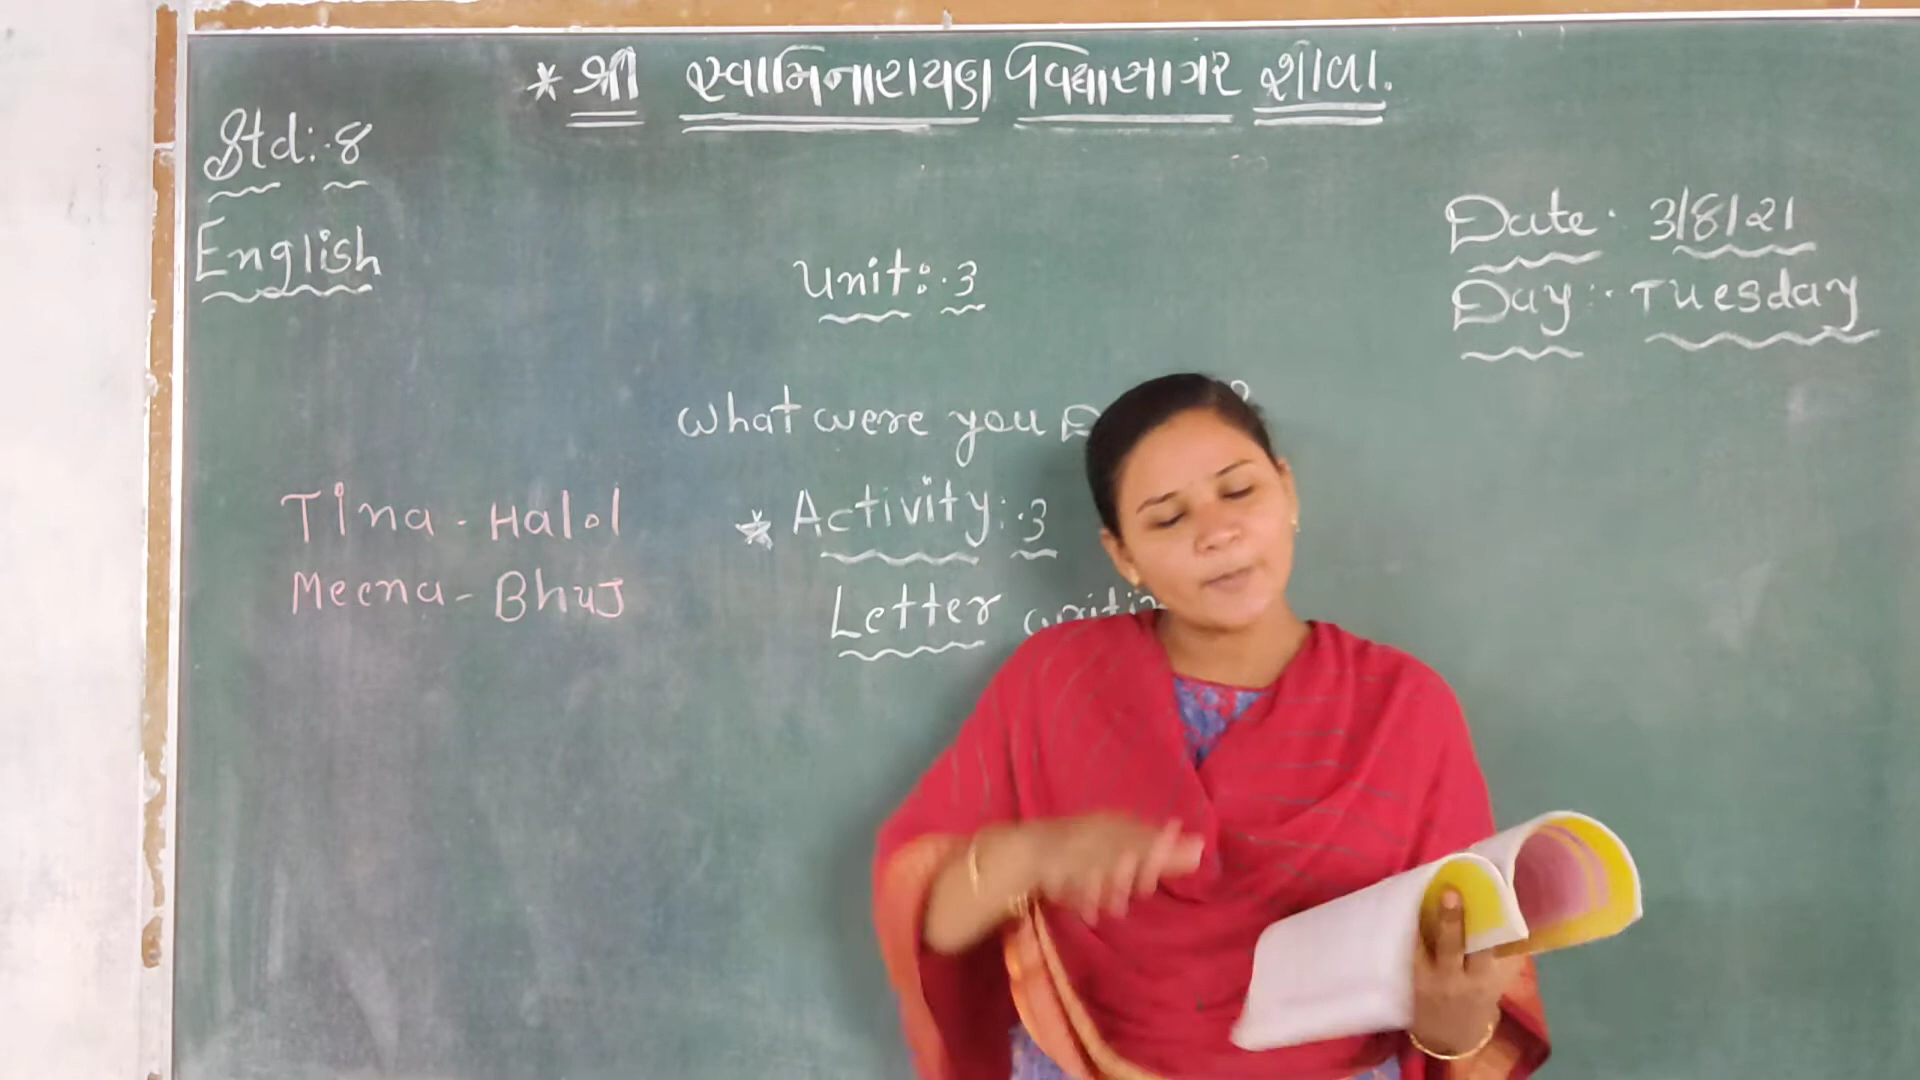 * શ્રી સ્વામિનારાયણ વિદ્યાસાગર શાળા.
Std:- 8
English
Date: 3/8/21
Day:- Tuesday
Unit:- 3
What were you
* Activity:- 3
Letter
Tina - Halol
Meena - Bhuj